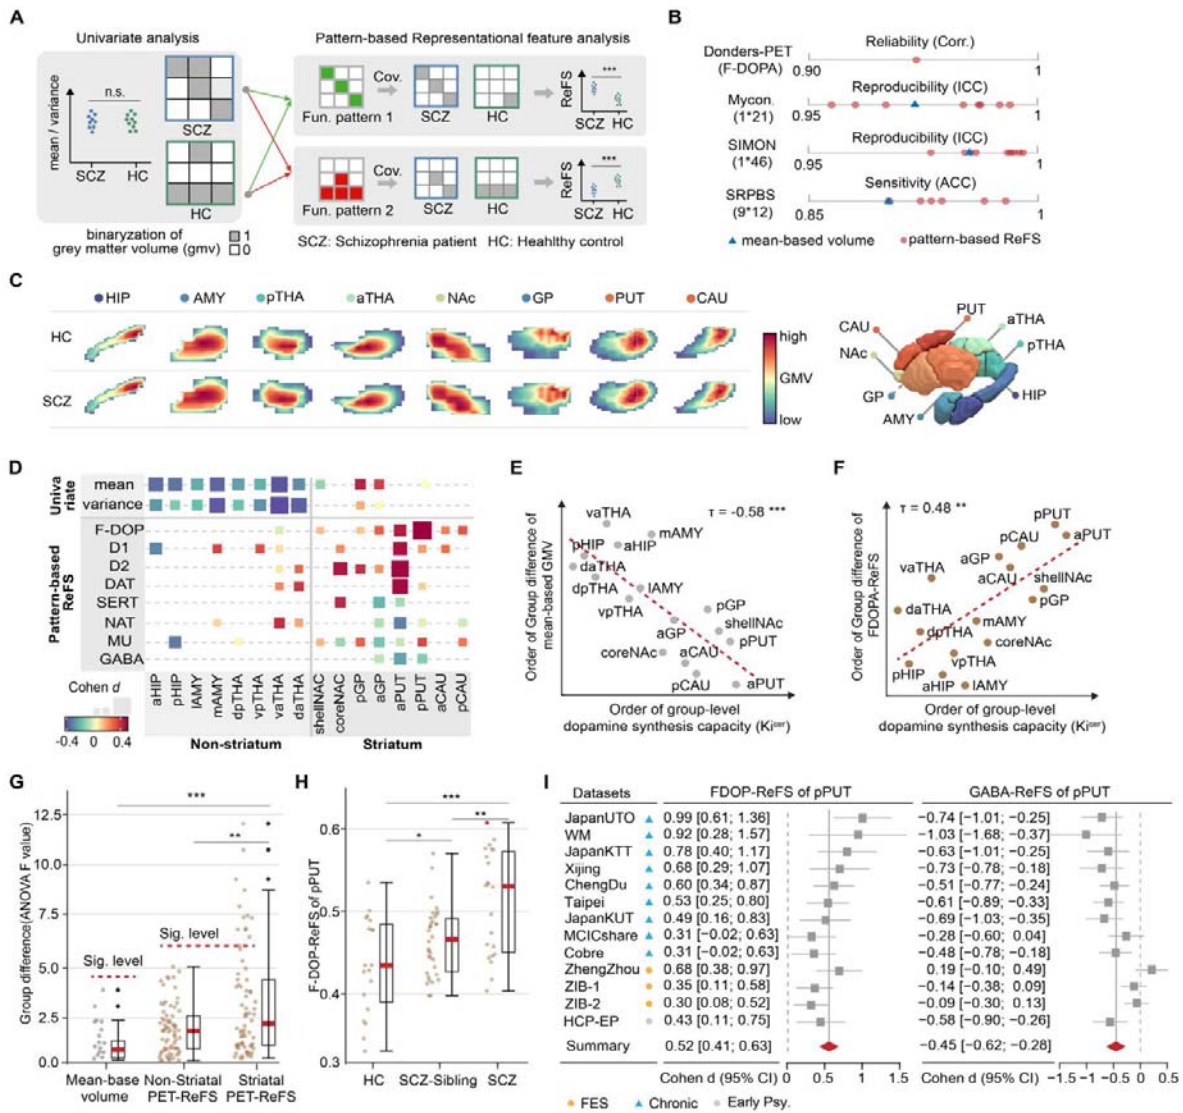 A
Univariate analysis
Pattern-based Representational feature analysis
mean / variance
n.s.
SCZ HC
SCZ
HC
binaryzation of
grey matter volume (gmv)
1
0
Fun. pattern 1
Cov.
SCZ
HC
ReFS
***
SCZ HC
Fun. pattern 2
Cov.
SCZ
HC
ReFS
***
SCZ HC
SCZ: Schizophrenia patient HC: Heahlthy control
B
Donders-PET
(F-DOPA)
Reliability (Corr.)
0.90
1
Mycon.
(1*21)
Reproducibility (ICC)
0.95
1
SIMON
(1*46)
Reproducibility (ICC)
0.95
1
SRPBS
(9*12)
Sensitivity (ACC)
0.85
1
mean-based volume pattern-based ReFS
C
HIP AMY pTHA aTHA NAc GP PUT CAU
HC
SCZ
high
GMV
low
PUT
CAU
aTHA
NAc
pTHA
GP
HIP
AMY
D
Univa
riate
mean
variance
Pattern-based
ReFS
F-DOP
D1
D2
DAT
SERT
NAT
MU
GABA
Cohen d
-0.4 0 0.4
aHIP
pHIP
lAMY
mAMY
dpTHA
vpTHA
vaTHA
daTHA
shellNAC
coreNAC
pGP
aGP
aPUT
pPUT
aCAU
pCAU
Non-striatum
Striatum
E
Order of Group difference of
mean-based GMV
τ = -0.58 ***
vaTHA
mAMY
pHIP
aHIP
daTHA
dpTHA
lAMY
vpTHA
pGP
shellNAc
aGP
pPUT
coreNAc
aCAU
pCAU
aPUT
Order of group-level
dopamine synthesis capacity (Kiᶜᵉʳ)
F
Order of Group difference of
FDOPA-ReFS
τ = 0.48 **
pPUT
aPUT
pCAU
aGP
vaTHA
aCAU
shellNAc
pGP
daTHA
mAMY
dpTHA
coreNAc
vpTHA
pHIP
aHIP
lAMY
Order of group-level
dopamine synthesis capacity (Kiᶜᵉʳ)
G
Group difference(ANOVA F value)
12.5
10.0
7.5
5.0
2.5
0.0
***
**
Sig. level
Sig. level
Mean-base
volume
Non-Striatal
PET-ReFS
Striatal
PET-ReFS
H
F-DOP-ReFS of pPUT
0.6
0.5
0.4
0.3
***
**
*
HC SCZ-Sibling SCZ
I
Datasets FDOP-ReFS of pPUT GABA-ReFS of pPUT
JapanUTO 0.99 [0.61; 1.36] -0.74 [-1.01; -0.25]
WM 0.92 [0.28; 1.57] -1.03 [-1.68; -0.37]
JapanKTT 0.78 [0.40; 1.17] -0.63 [-1.01; -0.25]
Xijing 0.68 [0.29; 1.07] -0.73 [-0.78; -0.18]
ChengDu 0.60 [0.34; 0.87] -0.51 [-0.77; -0.24]
Taipei 0.53 [0.25; 0.80] -0.61 [-0.89; -0.33]
JapanKUT 0.49 [0.16; 0.83] -0.69 [-1.03; -0.35]
MCICshare 0.31 [-0.02; 0.63] -0.28 [-0.60; 0.04]
Cobre 0.31 [-0.02; 0.63] -0.48 [-0.78; -0.18]
ZhengZhou 0.68 [0.38; 0.97] 0.19 [-0.10; 0.49]
ZIB-1 0.35 [0.11; 0.58] -0.14 [-0.38; 0.09]
ZIB-2 0.30 [0.08; 0.52] -0.09 [-0.30; 0.13]
HCP-EP 0.43 [0.11; 0.75] -0.58 [-0.90; -0.26]
Summary 0.52 [0.41; 0.63] -0.45 [-0.62; -0.28]
Cohen d (95% CI) 0 0.5 1 1.5 Cohen d (95% CI) -1.5 -1 -0.5 0 0.5
FES Chronic Early Psy.